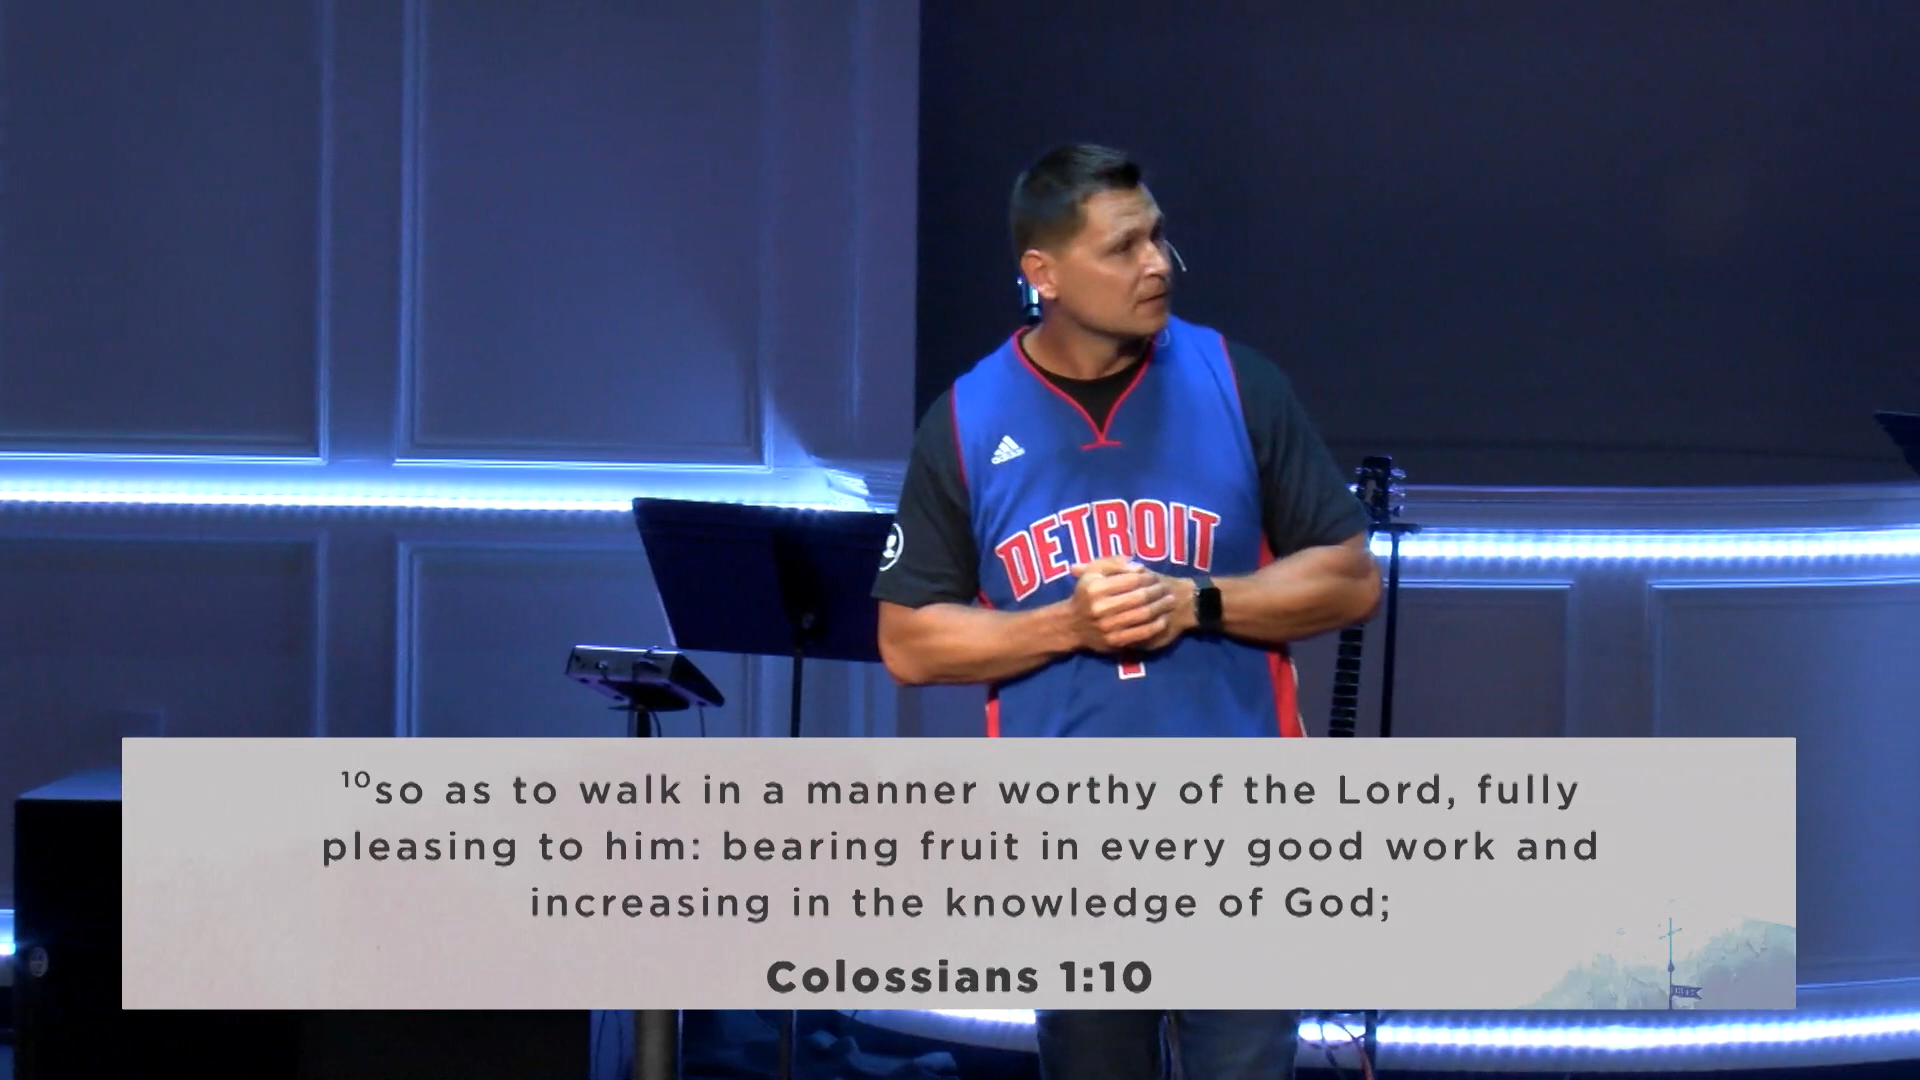 adidas
DETROIT
¹⁰so as to walk in a manner worthy of the Lord, fully
pleasing to him: bearing fruit in every good work and
increasing in the knowledge of God;
Colossians 1:10